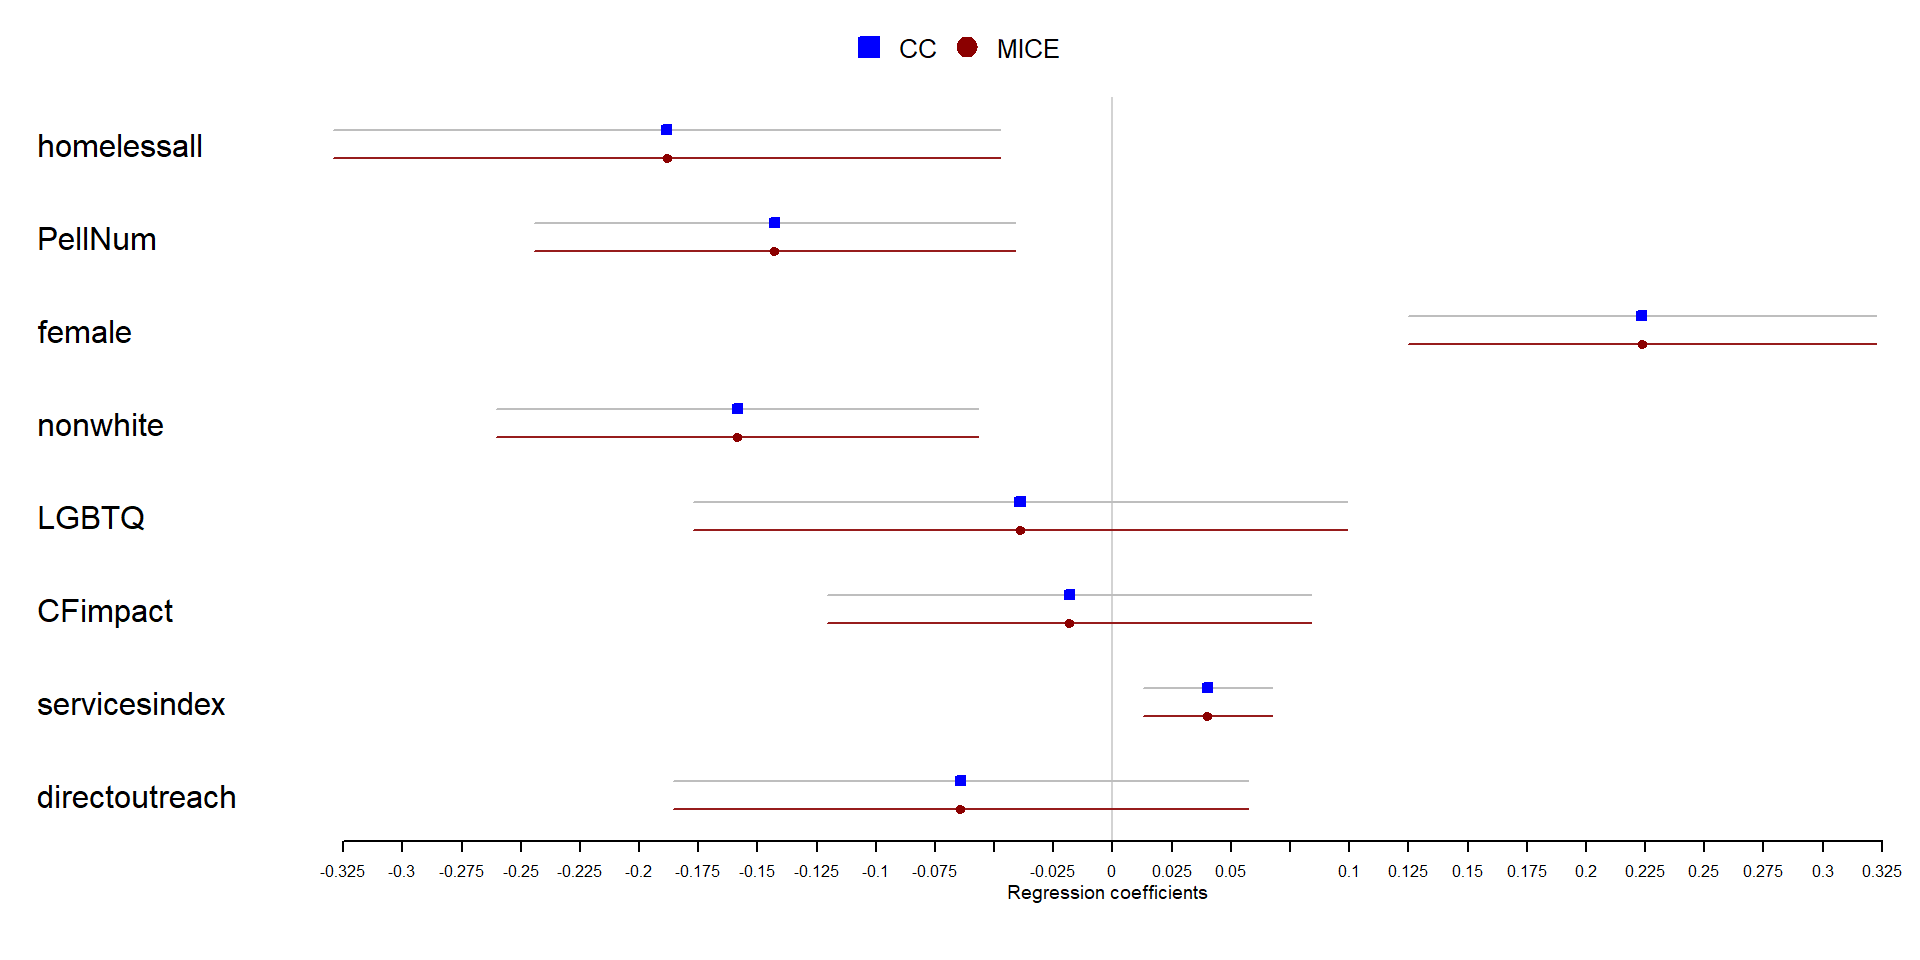 CC MICE
homelessall
PellNum
female
nonwhite
LGBTQ
CFimpact
servicesindex
directoutreach
-0.325 -0.3 -0.275 -0.25 -0.225 -0.2 -0.175 -0.15 -0.125 -0.1 -0.075 -0.025 0 0.025 0.05 0.1 0.125 0.15 0.175 0.2 0.225 0.25 0.275 0.3 0.325
Regression coefficients